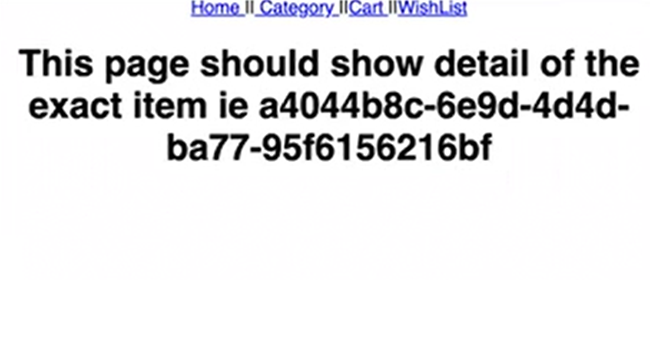 Home || Category ||Cart ||WishList
This page should show detail of the
exact item ie a4044b8c-6e9d-4d4d-
ba77-95f6156216bf